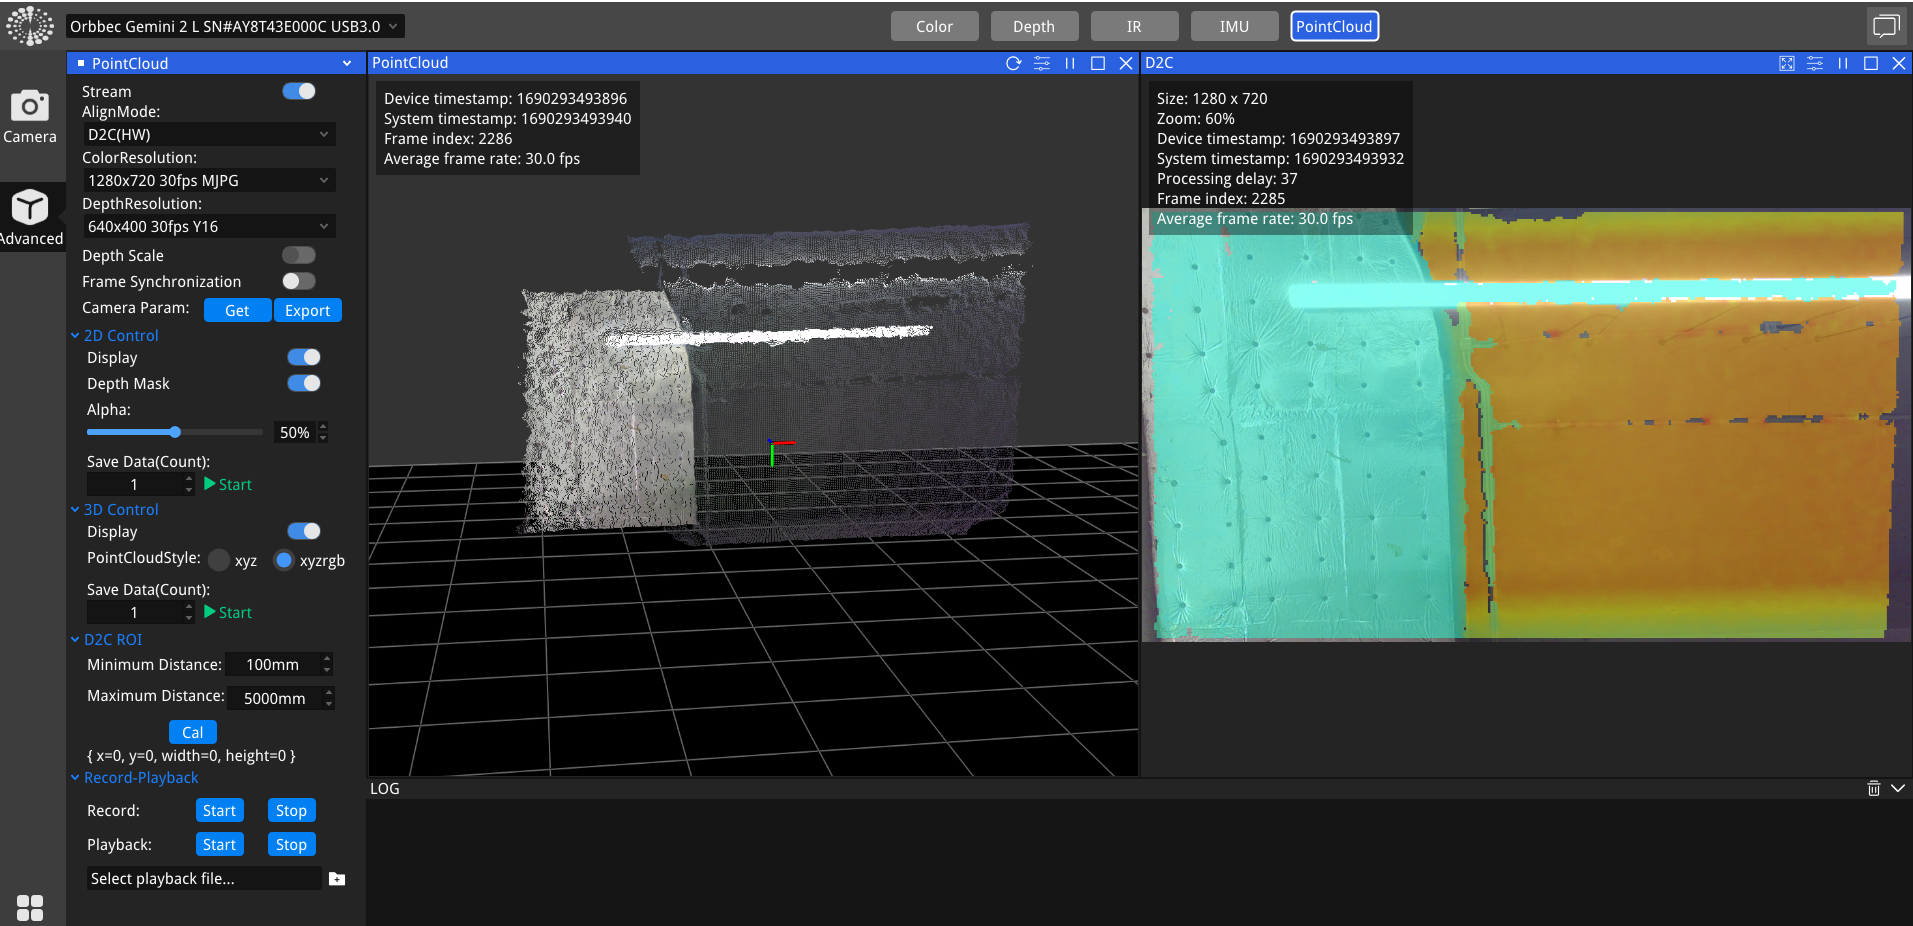 Orbbec Gemini 2 L SN#AY8T43E000C USB3.0
Color
Depth
IR
IMU
PointCloud
Camera
Advanced
PointCloud
Stream
AlignMode:
D2C(HW)
ColorResolution:
1280x720 30fps MJPG
DepthResolution:
640x400 30fps Y16
Depth Scale
Frame Synchronization
Camera Param: Get Export
2D Control
Display
Depth Mask
Alpha:
50%
Save Data(Count):
1 Start
3D Control
Display
PointCloudStyle: xyz xyzrgb
Save Data(Count):
1 Start
D2C ROI
Minimum Distance: 100mm
Maximum Distance: 5000mm
Cal
{ x=0, y=0, width=0, height=0 }
Record-Playback
Record: Start Stop
Playback: Start Stop
Select playback file...
PointCloud
Device timestamp: 1690293493896
System timestamp: 1690293493940
Frame index: 2286
Average frame rate: 30.0 fps
D2C
Size: 1280 x 720
Zoom: 60%
Device timestamp: 1690293493897
System timestamp: 1690293493932
Processing delay: 37
Frame index: 2285
Average frame rate: 30.0 fps
LOG